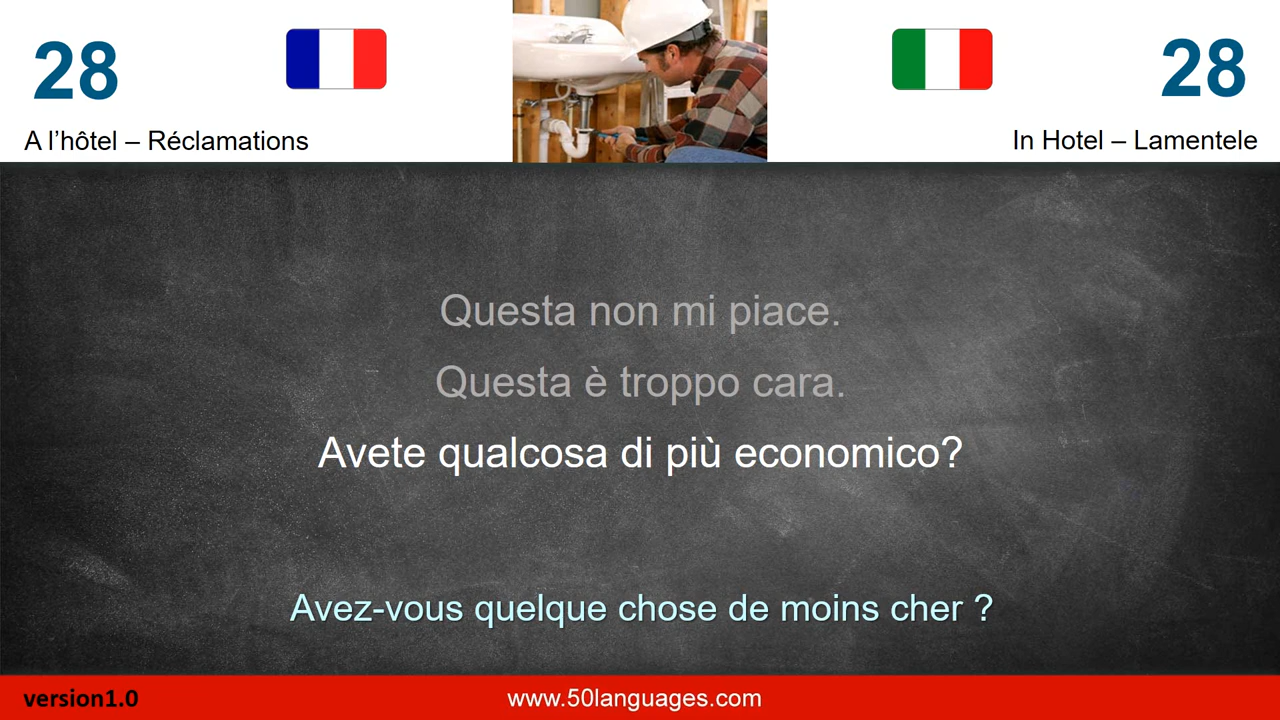 28
28
A l’hôtel – Réclamations
In Hotel – Lamentele
Questa non mi piace.
Questa è troppo cara.
Avete qualcosa di più economico?
Avez-vous quelque chose de moins cher ?
version1.0
www.50languages.com